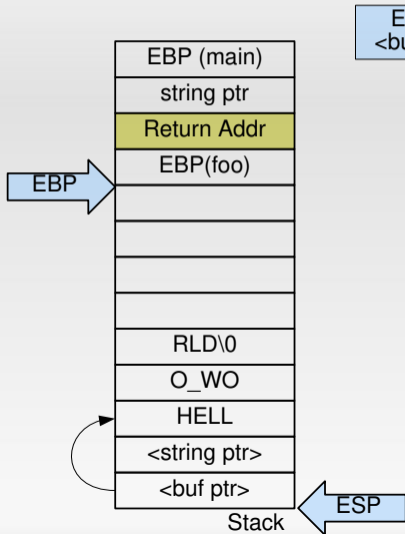 E
<bu
EBP (main)
string ptr
Return Addr
EBP(foo)
EBP
RLD\0
O_WO
HELL
<string ptr>
<buf ptr>
ESP
Stack